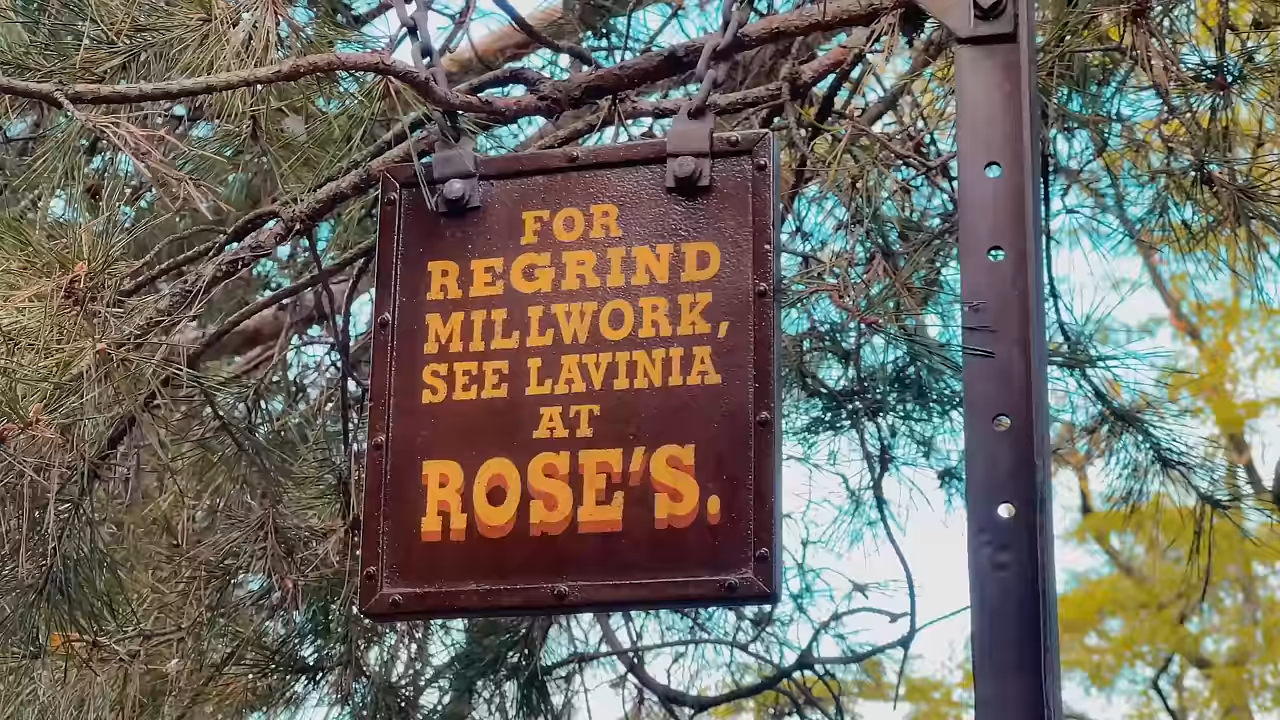 FOR
REGRIND
MILLWORK,
SEE LAVINIA
AT
ROSE'S.